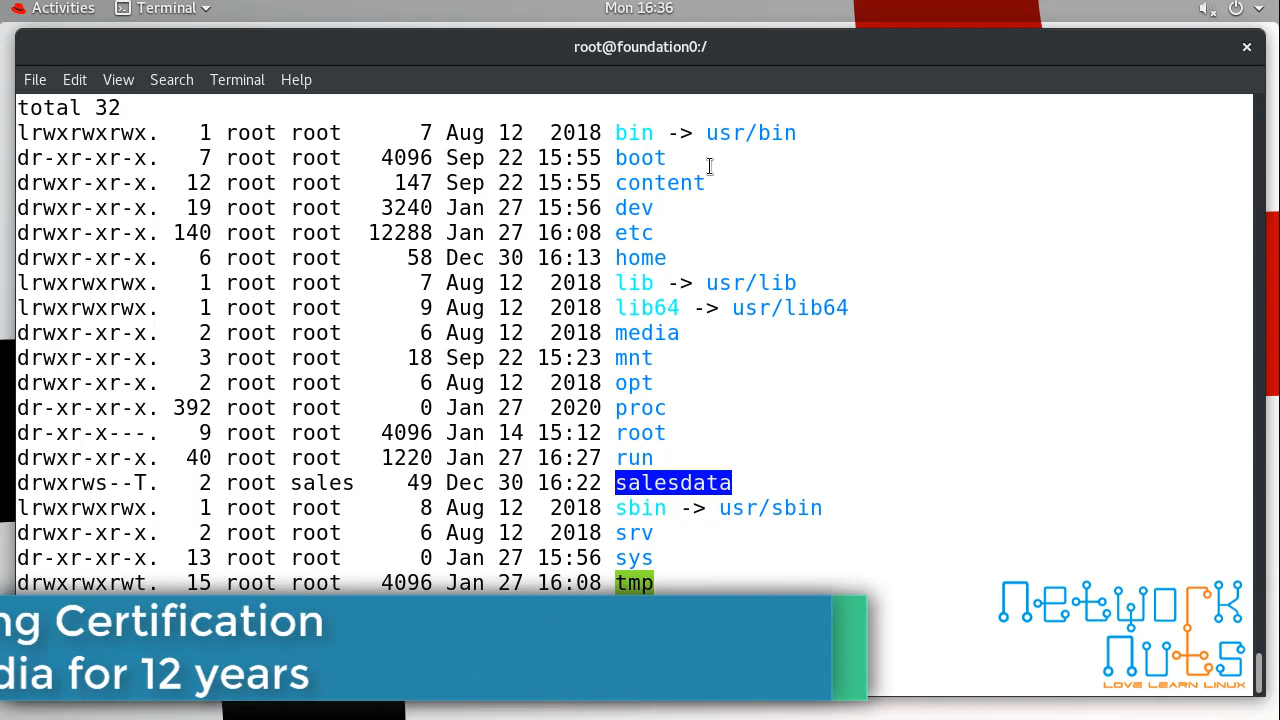 Activities Terminal Mon 16:36
root@foundation0:/ ×
File Edit View Search Terminal Help
total 32
lrwxrwxrwx. 1 root root 7 Aug 12 2018 bin -> usr/bin
dr-xr-xr-x. 7 root root 4096 Sep 22 15:55 boot
drwxr-xr-x. 12 root root 147 Sep 22 15:55 content
drwxr-xr-x. 19 root root 3240 Jan 27 15:56 dev
drwxr-xr-x. 140 root root 12288 Jan 27 16:08 etc
drwxr-xr-x. 6 root root 58 Dec 30 16:13 home
lrwxrwxrwx. 1 root root 7 Aug 12 2018 lib -> usr/lib
lrwxrwxrwx. 1 root root 9 Aug 12 2018 lib64 -> usr/lib64
drwxr-xr-x. 2 root root 6 Aug 12 2018 media
drwxr-xr-x. 3 root root 18 Sep 22 15:23 mnt
drwxr-xr-x. 2 root root 6 Aug 12 2018 opt
dr-xr-xr-x. 392 root root 0 Jan 27 2020 proc
dr-xr-x---. 9 root root 4096 Jan 14 15:12 root
drwxr-xr-x. 40 root root 1220 Jan 27 16:27 run
drwxrws--T. 2 root sales 49 Dec 30 16:22 salesdata
lrwxrwxrwx. 1 root root 8 Aug 12 2018 sbin -> usr/sbin
drwxr-xr-x. 2 root root 6 Aug 12 2018 srv
dr-xr-xr-x. 13 root root 0 Jan 27 15:56 sys
drwxrwxrwt. 15 root root 4096 Jan 27 16:08 tmp
ng Certification
dia for 12 years
network
nuts
LOVE LEARN LINUX